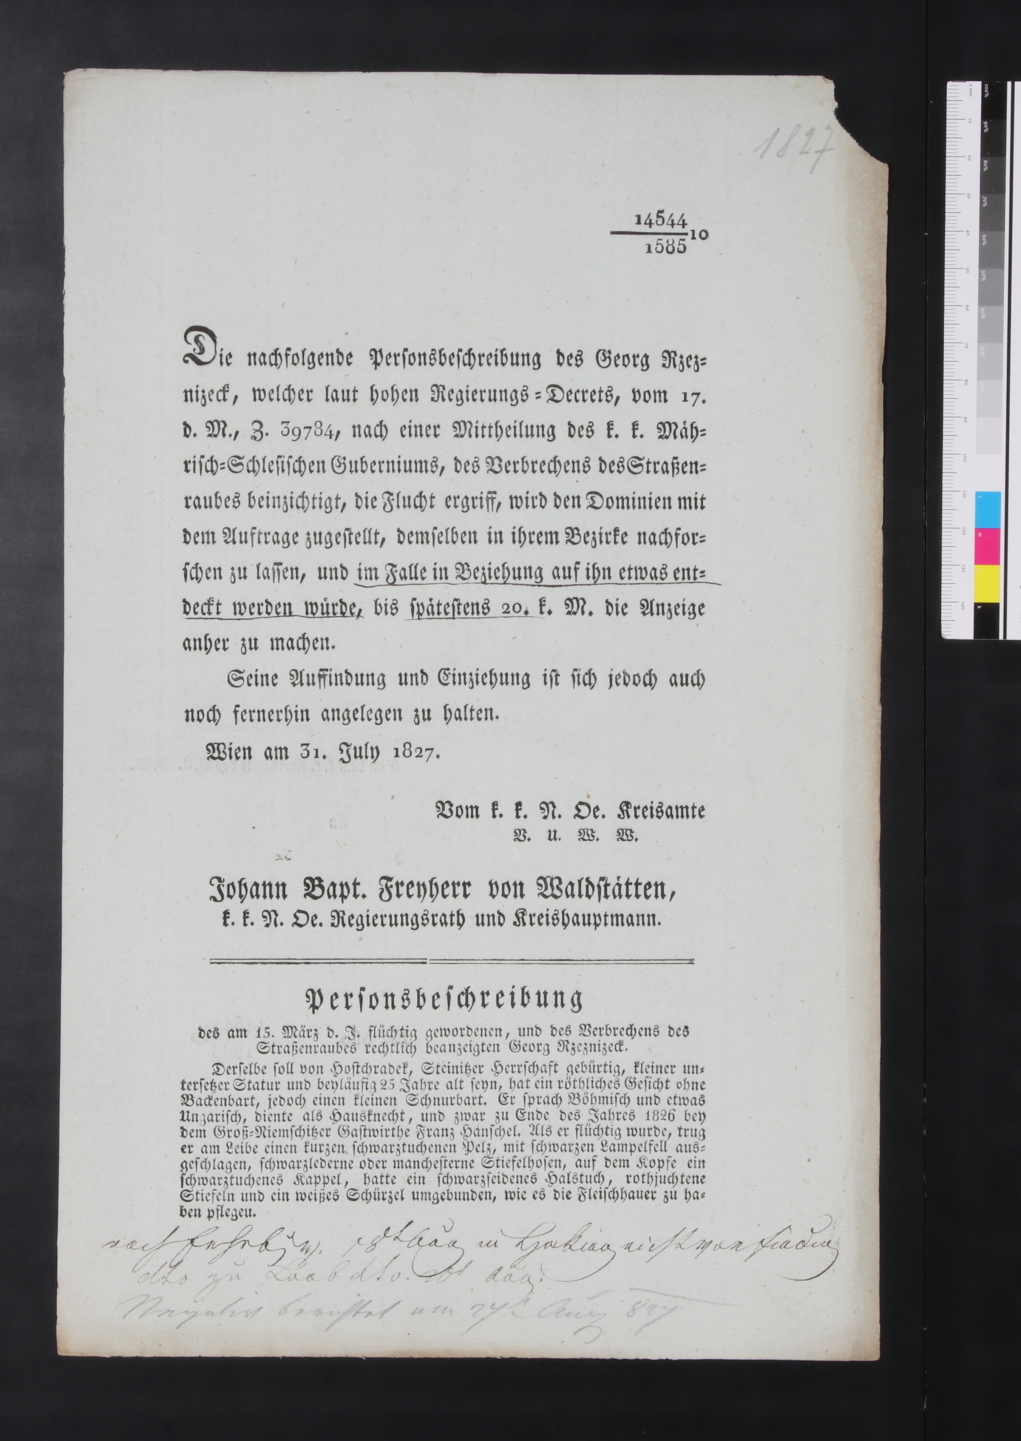 1827
14544
1585 10
Die nachfolgende Personsbeschreibung des Georg Rzez=
nizeck, welcher laut hohen Regierungs=Decrets, vom 17.
d. M., Z. 39784, nach einer Mittheilung des k. k. Mäh=
risch=Schlesischen Guberniums, des Verbrechens des Straßen=
raubes beinzichtigt, die Flucht ergriff, wird den Dominien mit
dem Auftrage zugestellt, demselben in ihrem Bezirke nachfor=
schen zu lassen, und im Falle in Beziehung auf ihn etwas ent=
deckt werden würde, bis spätestens 20. k. M. die Anzeige
anher zu machen.
Seine Auffindung und Einziehung ist sich jedoch auch
noch fernerhin angelegen zu halten.
Wien am 31. July 1827.
Vom k. k. N. Oe. Kreisamte
V. u. W. W.
Johann Bapt. Freyherr von Waldstätten,
k. k. N. Oe. Regierungsrath und Kreishauptmann.
Personsbeschreibung
des am 15. März d. J. flüchtig gewordenen, und des Verbrechens des
Straßenraubes rechtlich beanzeigten Georg Rzeznizeck.
Derselbe soll von Hostchradek, Steinitzer Herrschaft gebürtig, kleiner un=
tersetzer Statur und beyläufig 25 Jahre alt seyn, hat ein röthliches Gesicht ohne
Backenbart, jedoch einen kleinen Schnurbart. Er sprach Böhmisch und etwas
Ungarisch, diente als Hausknecht, und zwar zu Ende des Jahres 1826 bey
dem Groß=Niemschitzer Gastwirthe Franz Hanschel. Als er flüchtig wurde, trug
er am Leibe einen kurzen schwarztuchenen Pelz, mit schwarzen Lampelfell aus=
geschlagen, schwarzlederne oder manchesterne Stiefelhosen, auf dem Kopfe ein
schwarztuchenes Kappel, hatte ein schwarzseidenes Halstuch, rothjuchtene
Stiefeln und ein weißes Schürzel umgebunden, wie es die Fleischhauer zu ha=
ben pflegen.
dto zu
am 27 Aug 827